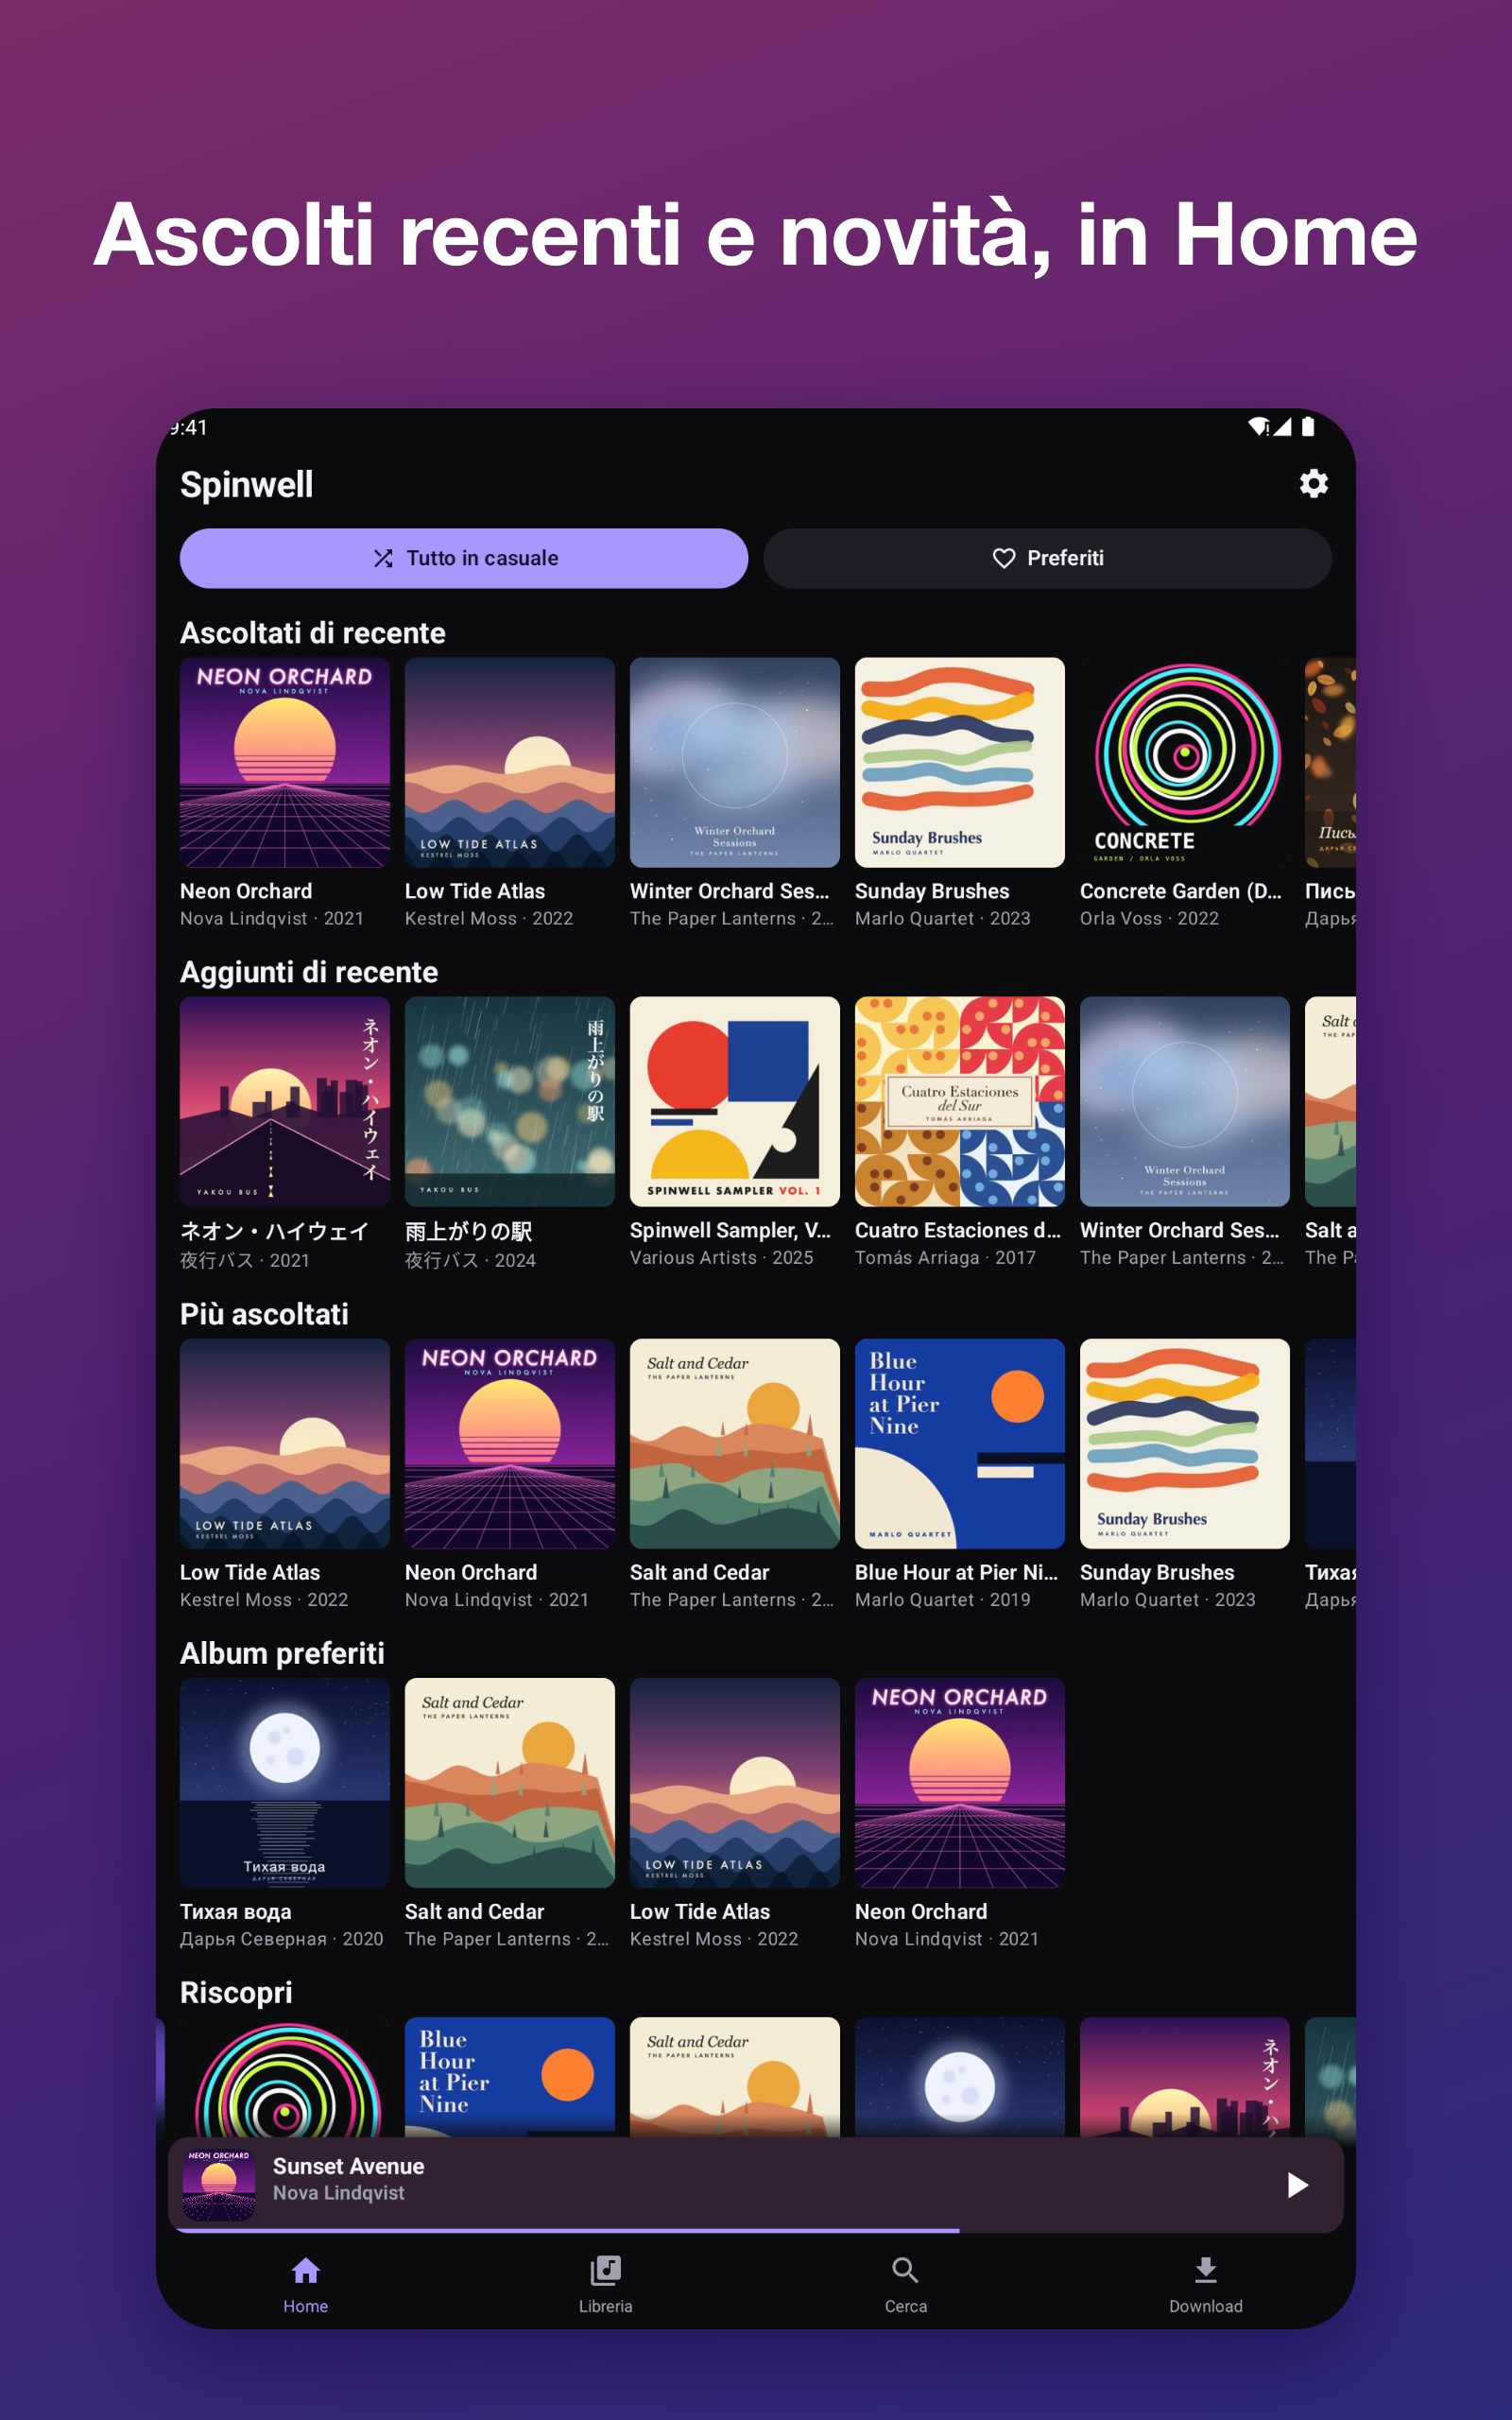 Ascolti recenti e novità, in Home
9:41
Spinwell
Tutto in casuale
Preferiti
Ascoltati di recente
NEON ORCHARD
NOVA LINDQVIST
LOW TIDE ATLAS
KESTREL MOSS
Winter Orchard
Sessions
THE PAPER LANTERNS
Sunday Brushes
MARLO QUARTET
CONCRETE
GARDEN / ORLA VOSS
Neon Orchard
Nova Lindqvist · 2021
Low Tide Atlas
Kestrel Moss · 2022
Winter Orchard Ses...
The Paper Lanterns · 2...
Sunday Brushes
Marlo Quartet · 2023
Concrete Garden (D...
Orla Voss · 2022
Aggiunti di recente
ネオン・ハイウェイ
YAKOU BUS
雨上がりの駅
YAKOU BUS
SPINWELL SAMPLER VOL. 1
Cuatro Estaciones
del Sur
TOMÁS ARRIAGA
Winter Orchard
Sessions
THE PAPER LANTERNS
ネオン・ハイウェイ
夜行バス · 2021
雨上がりの駅
夜行バス · 2024
Spinwell Sampler, V...
Various Artists · 2025
Cuatro Estaciones d...
Tomás Arriaga · 2017
Winter Orchard Ses...
The Paper Lanterns · 2...
Più ascoltati
LOW TIDE ATLAS
KESTREL MOSS
NEON ORCHARD
NOVA LINDQVIST
Salt and Cedar
THE PAPER LANTERNS
Blue
Hour
at Pier
Nine
MARLO QUARTET
Sunday Brushes
MARLO QUARTET
Low Tide Atlas
Kestrel Moss · 2022
Neon Orchard
Nova Lindqvist · 2021
Salt and Cedar
The Paper Lanterns · 2...
Blue Hour at Pier Ni...
Marlo Quartet · 2019
Sunday Brushes
Marlo Quartet · 2023
Album preferiti
Тихая вода
ДАРЬЯ СЕВЕРНАЯ
Salt and Cedar
THE PAPER LANTERNS
LOW TIDE ATLAS
KESTREL MOSS
NEON ORCHARD
NOVA LINDQVIST
Тихая вода
Дарья Северная · 2020
Salt and Cedar
The Paper Lanterns · 2...
Low Tide Atlas
Kestrel Moss · 2022
Neon Orchard
Nova Lindqvist · 2021
Riscopri
Blue
Hour
at Pier
Nine
Salt and Cedar
THE PAPER LANTERNS
ネオン・ハ
NEON ORCHARD
Sunset Avenue
Nova Lindqvist
Home
Libreria
Cerca
Download